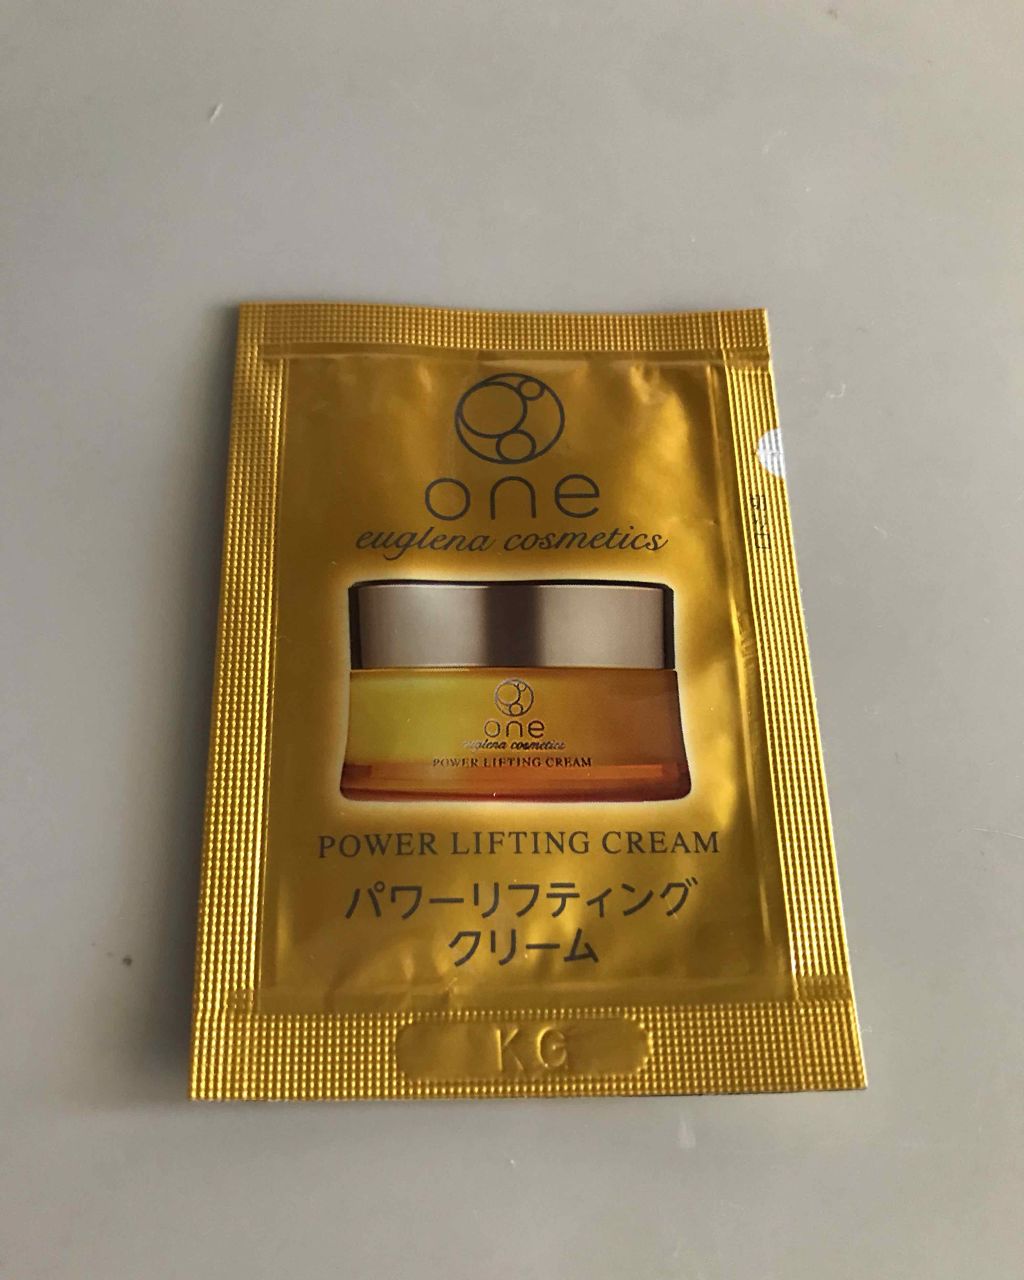 one
euglena cosmetics
one
euglena cosmetics
POWER LIFTING CREAM
POWER LIFTING CREAM
パワーリフティング
クリーム
KG